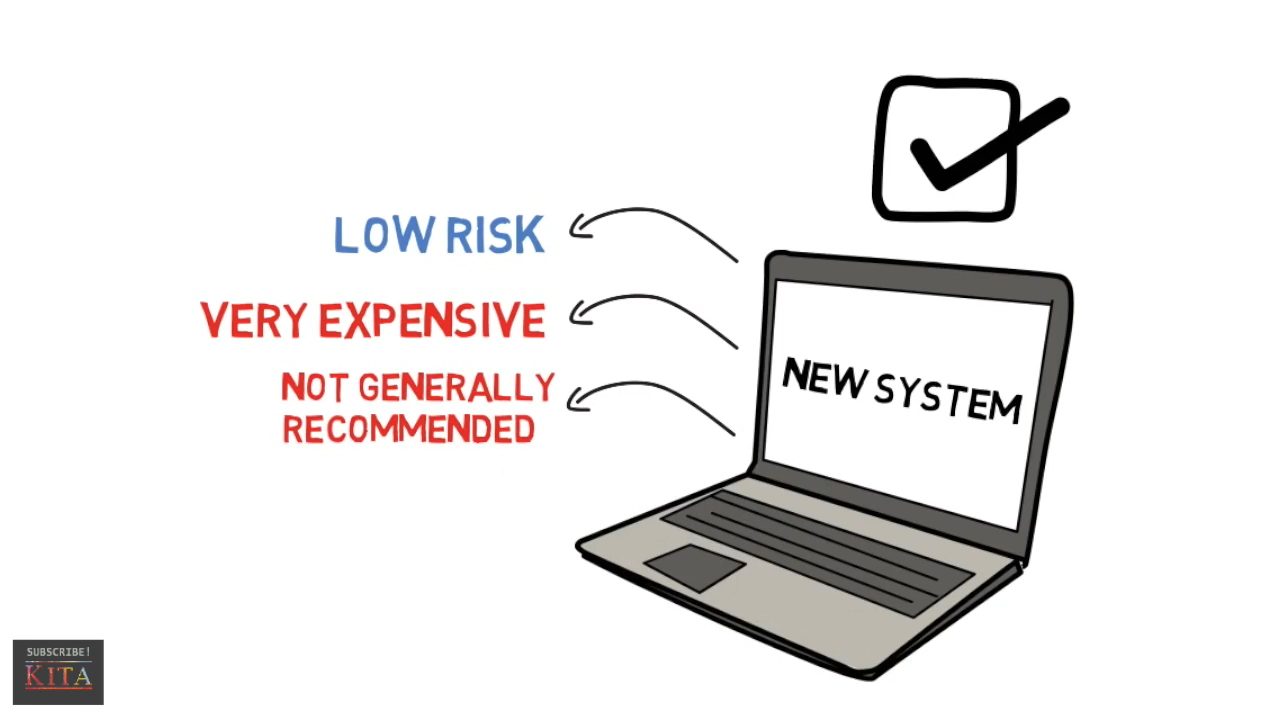 LOW RISK
VERY EXPENSIVE
NOT GENERALLY
RECOMMENDED
NEW SYSTEM
SUBSCRIBE!
KITA